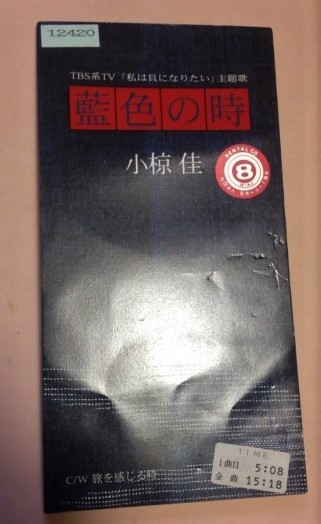 12420
TBS系TV「私は貝になりたい」主題歌
藍色の時
小椋 佳
RENTAL CD
8
C/W 旅を感じる時
TIME
1曲目 5:08
全曲 15:18